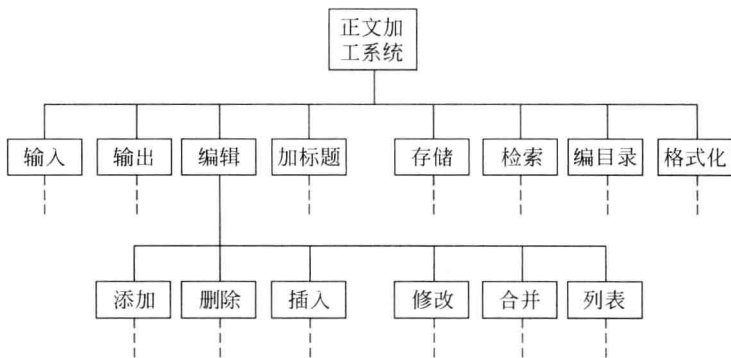 正文加
工系统
输入 输出 编辑 加标题 存储 检索 编目录 格式化
添加 删除 插入 修改 合并 列表